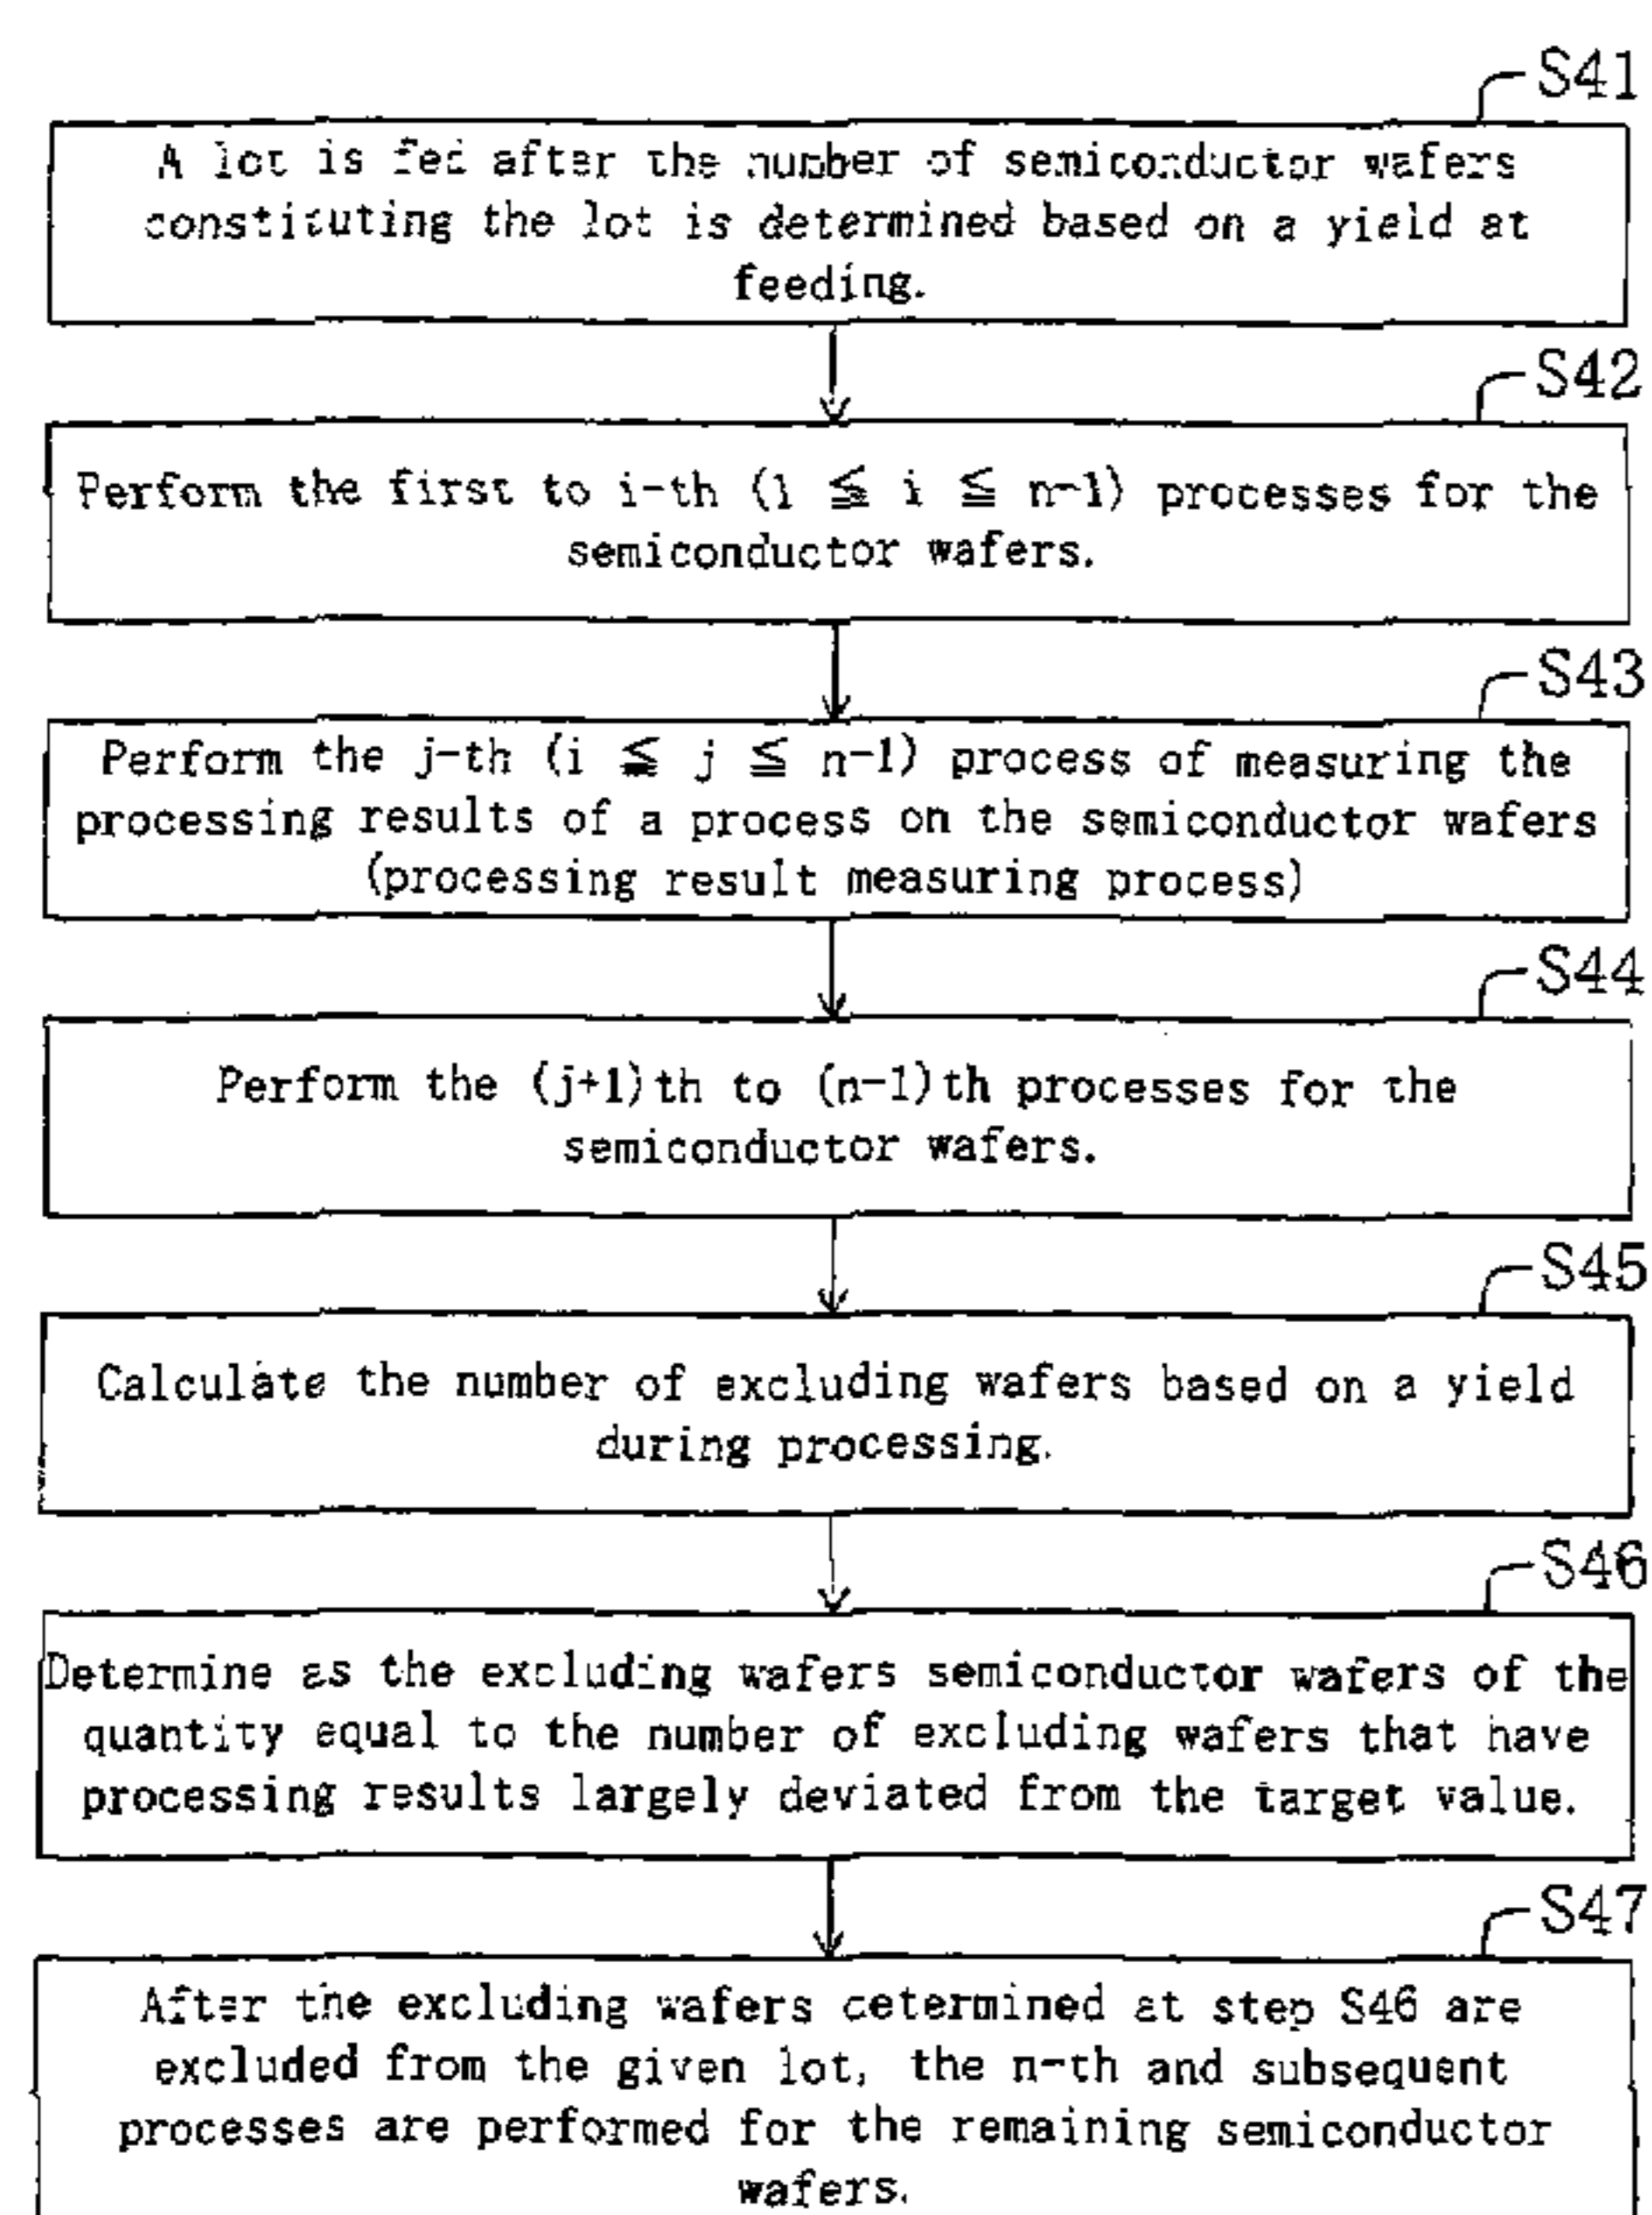 S41
A lot is fed after the number of semiconductor wafers
constituting the lot is determined based on a yield at
feeding.
S42
Perform the first to i-th (1 ≦ i ≦ n-1) processes for the
semiconductor wafers.
S43
Perform the j-th (i ≦ j ≦ n-1) process of measuring the
processing results of a process on the semiconductor wafers
(processing result measuring process)
S44
Perform the (j+1)th to (n-1)th processes for the
semiconductor wafers.
S45
Calculate the number of excluding wafers based on a yield
during processing.
S46
Determine as the excluding wafers semiconductor wafers of the
quantity equal to the number of excluding wafers that have
processing results largely deviated from the target value.
S47
After the excluding wafers determined at step S46 are
excluded from the given lot, the n-th and subsequent
processes are performed for the remaining semiconductor
wafers.